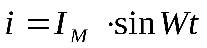 i = I_M · sin Wt